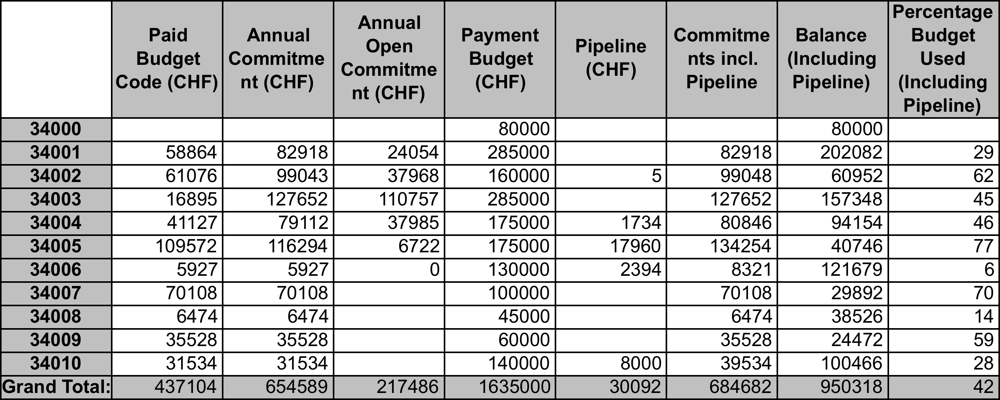 Paid Budget Code (CHF) Annual Commitme nt (CHF) Annual Open Commitme nt (CHF) Payment Budget (CHF) Pipeline (CHF) Commitme nts incl. Pipeline Balance (Including Pipeline) Percentage Budget Used (Including Pipeline)
34000 80000 80000
34001 58864 82918 24054 285000 82918 202082 29
34002 61076 99043 37968 160000 5 99048 60952 62
34003 16895 127652 110757 285000 127652 157348 45
34004 41127 79112 37985 175000 1734 80846 94154 46
34005 109572 116294 6722 175000 17960 134254 40746 77
34006 5927 5927 0 130000 2394 8321 121679 6
34007 70108 70108 100000 70108 29892 70
34008 6474 6474 45000 6474 38526 14
34009 35528 35528 60000 35528 24472 59
34010 31534 31534 140000 8000 39534 100466 28
Grand Total: 437104 654589 217486 1635000 30092 684682 950318 42